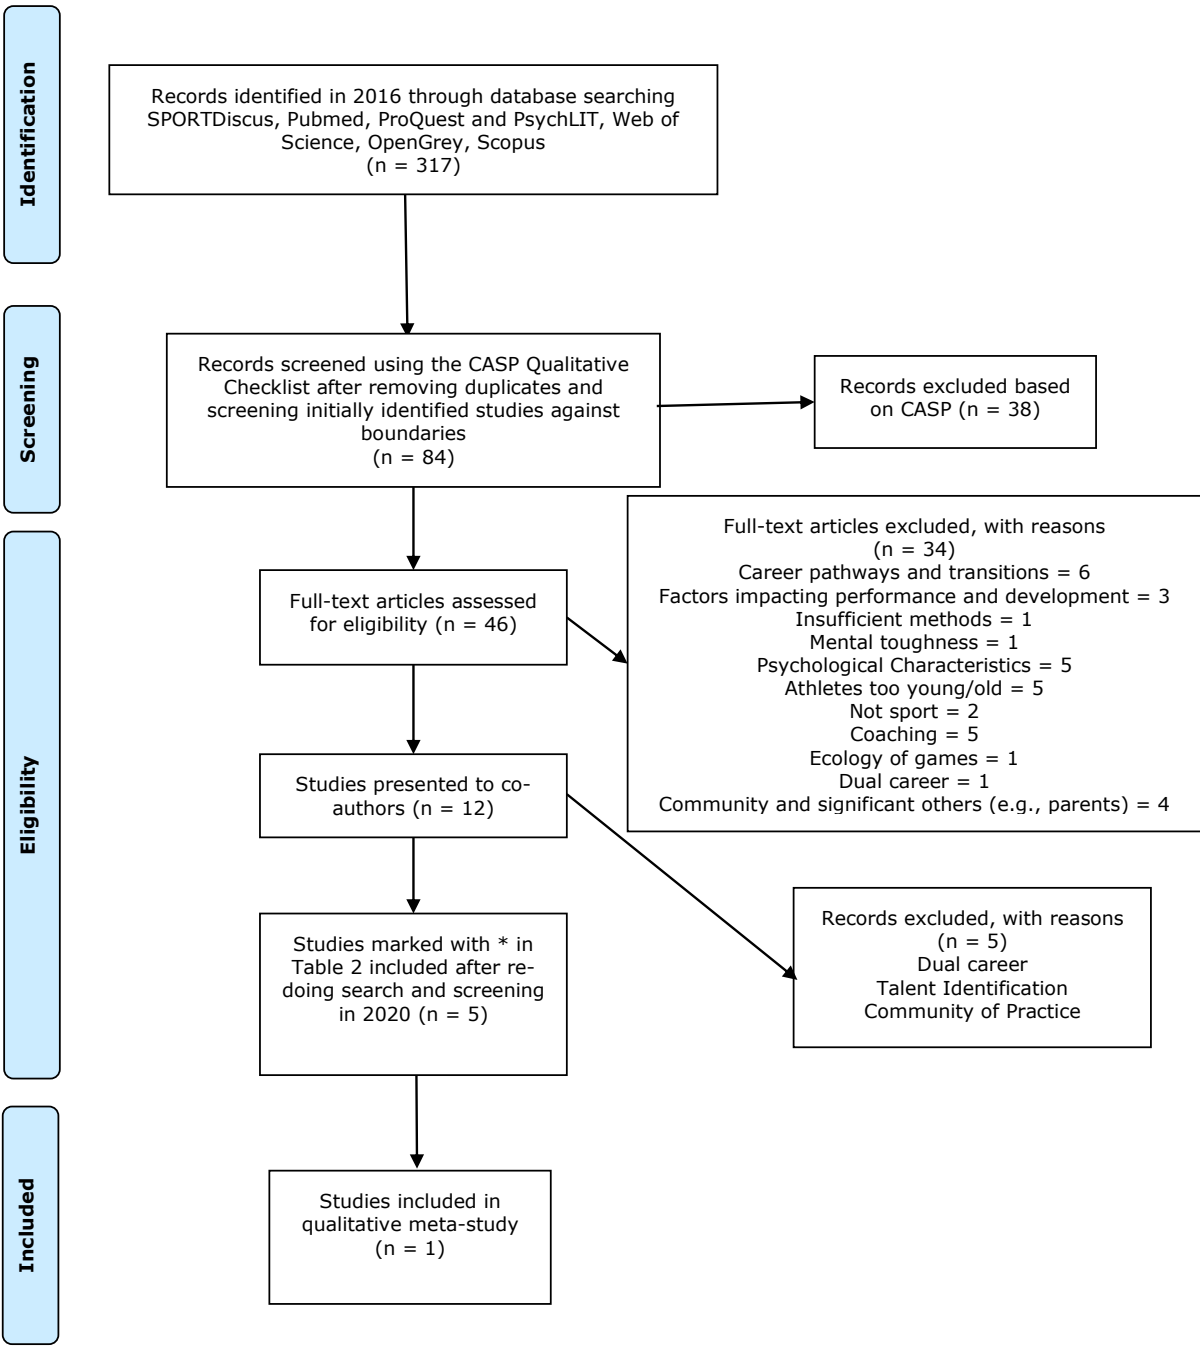 Identification
Records identified in 2016 through database searching
SPORTDiscus, Pubmed, ProQuest and PsychLIT, Web of
Science, OpenGrey, Scopus
(n = 317)
Screening
Records screened using the CASP Qualitative
Checklist after removing duplicates and
screening initially identified studies against
boundaries
(n = 84)
Records excluded based
on CASP (n = 38)
Eligibility
Full-text articles assessed
for eligibility (n = 46)
Full-text articles excluded, with reasons
(n = 34)
Career pathways and transitions = 6
Factors impacting performance and development = 3
Insufficient methods = 1
Mental toughness = 1
Psychological Characteristics = 5
Athletes too young/old = 5
Not sport = 2
Coaching = 5
Ecology of games = 1
Dual career = 1
Community and significant others (e.g., parents) = 4
Studies presented to co-
authors (n = 12)
Records excluded, with reasons
(n = 5)
Dual career
Talent Identification
Community of Practice
Studies marked with * in
Table 2 included after re-
doing search and screening
in 2020 (n = 5)
Included
Studies included in
qualitative meta-study
(n = 1)